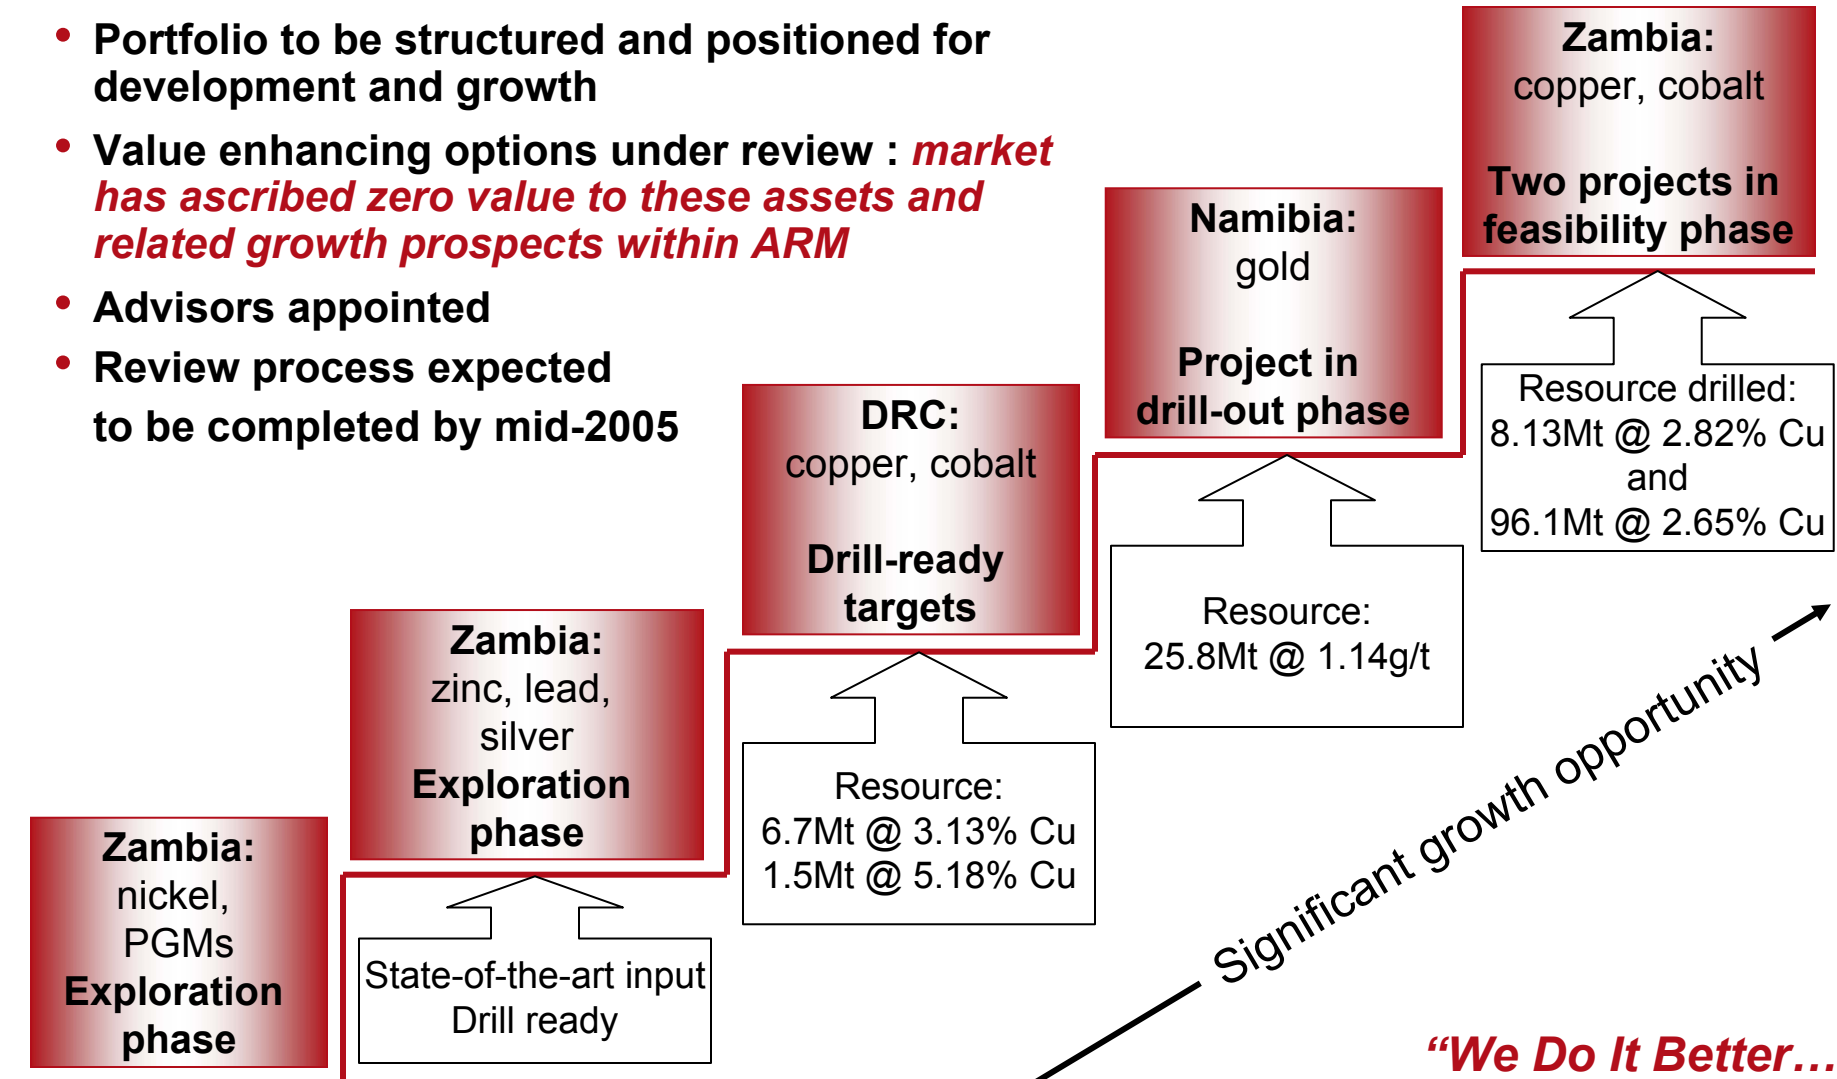 • Portfolio to be structured and positioned for
development and growth
• Value enhancing options under review : market
has ascribed zero value to these assets and
related growth prospects within ARM
• Advisors appointed
• Review process expected
to be completed by mid-2005
Zambia:
nickel,
PGMs
Exploration
phase
Zambia:
zinc, lead,
silver
Exploration
phase
State-of-the-art input
Drill ready
DRC:
copper, cobalt
Drill-ready
targets
Resource:
6.7Mt @ 3.13% Cu
1.5Mt @ 5.18% Cu
Namibia:
gold
Project in
drill-out phase
Resource:
25.8Mt @ 1.14g/t
Zambia:
copper, cobalt
Two projects in
feasibility phase
Resource drilled:
8.13Mt @ 2.82% Cu
and
96.1Mt @ 2.65% Cu
Significant growth opportunity
“We Do It Better…